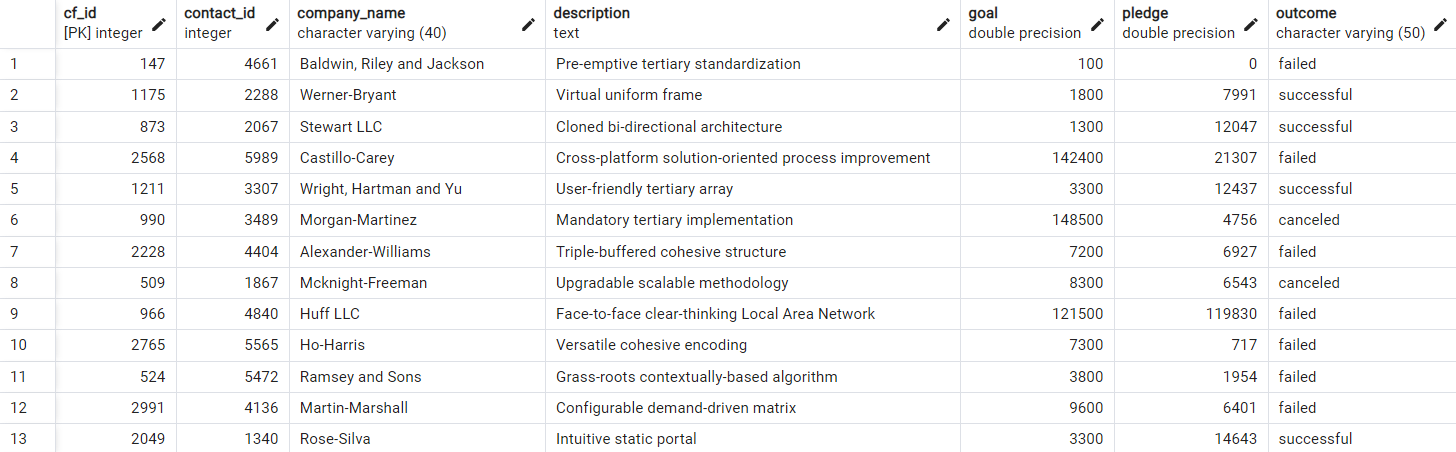 cf_id contact_id company_name description goal pledge outcome
[PK] integer integer character varying (40) text double precision double precision character varying (50)
1 147 4661 Baldwin, Riley and Jackson Pre-emptive tertiary standardization 100 0 failed
2 1175 2288 Werner-Bryant Virtual uniform frame 1800 7991 successful
3 873 2067 Stewart LLC Cloned bi-directional architecture 1300 12047 successful
4 2568 5989 Castillo-Carey Cross-platform solution-oriented process improvement 142400 21307 failed
5 1211 3307 Wright, Hartman and Yu User-friendly tertiary array 3300 12437 successful
6 990 3489 Morgan-Martinez Mandatory tertiary implementation 148500 4756 canceled
7 2228 4404 Alexander-Williams Triple-buffered cohesive structure 7200 6927 failed
8 509 1867 Mcknight-Freeman Upgradable scalable methodology 8300 6543 canceled
9 966 4840 Huff LLC Face-to-face clear-thinking Local Area Network 121500 119830 failed
10 2765 5565 Ho-Harris Versatile cohesive encoding 7300 717 failed
11 524 5472 Ramsey and Sons Grass-roots contextually-based algorithm 3800 1954 failed
12 2991 4136 Martin-Marshall Configurable demand-driven matrix 9600 6401 failed
13 2049 1340 Rose-Silva Intuitive static portal 3300 14643 successful